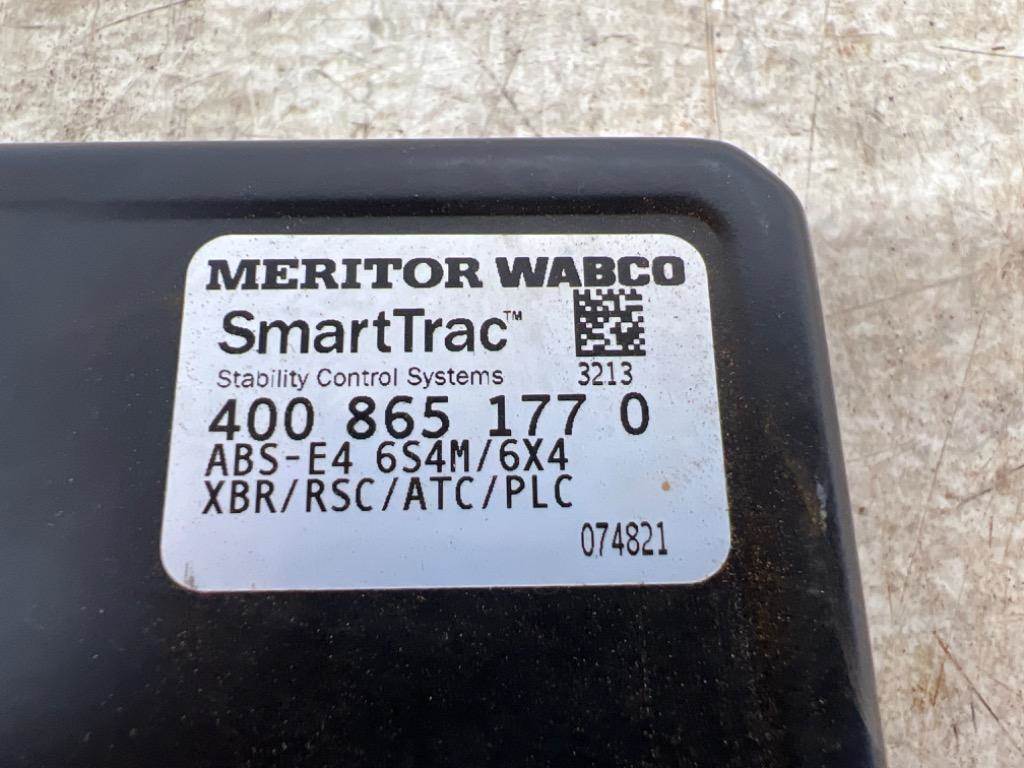 MERITOR WABCO
SmartTrac™
Stability Control Systems
3213
400 865 177 0
ABS-E4 6S4M/6X4
XBR/RSC/ATC/PLC
074821